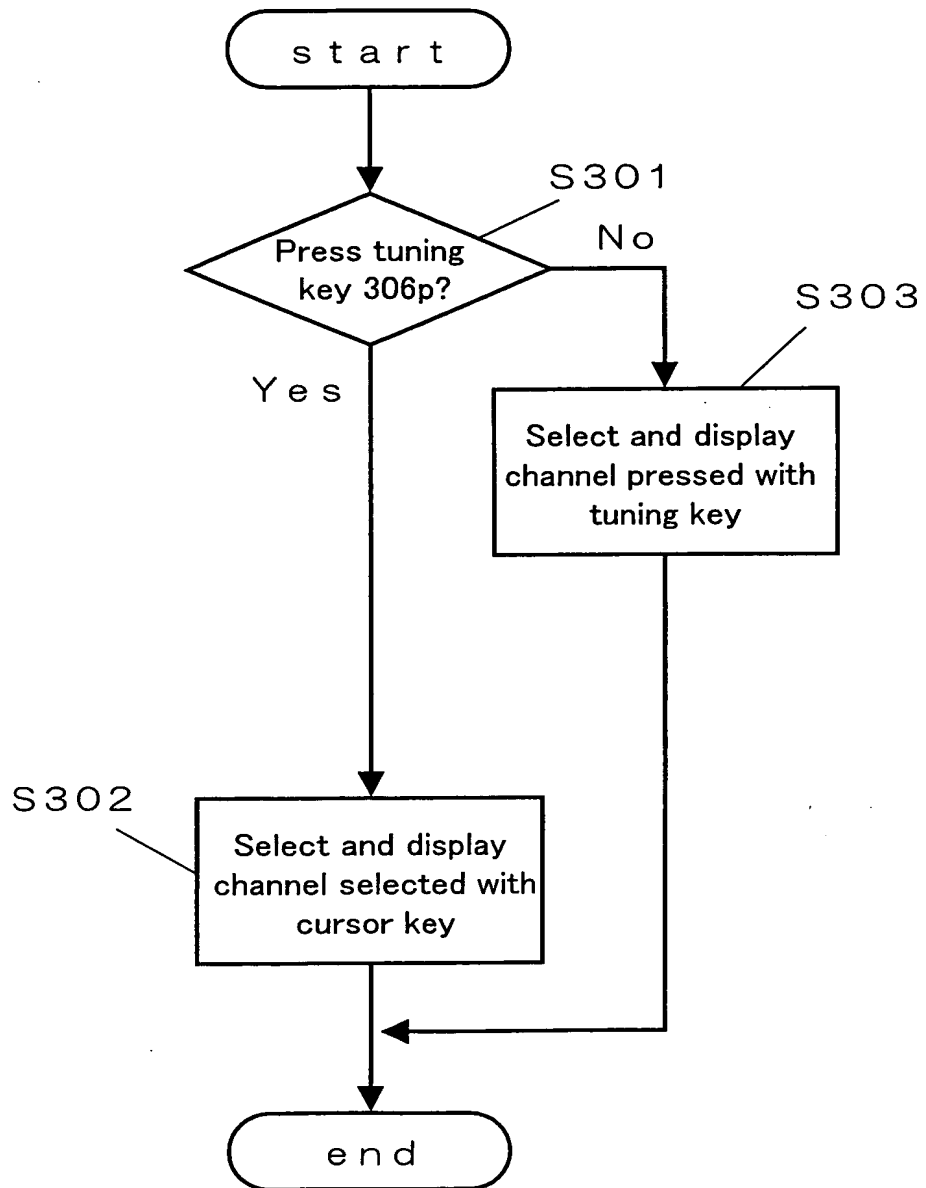 start
S301
Press tuning
key 306p?
No
S303
Yes
Select and display
channel pressed with
tuning key
S302
Select and display
channel selected with
cursor key
end